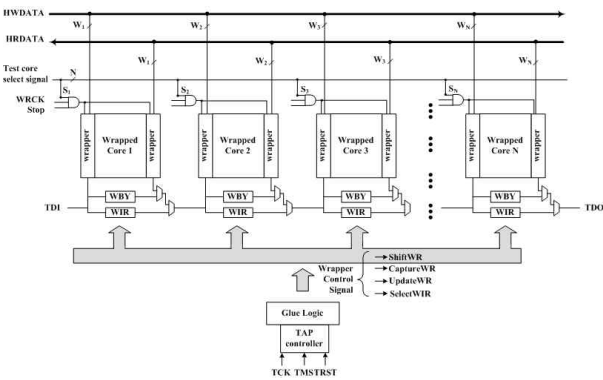 HWDATA
W1 W2 W3 WN
HRDATA
W1 W2 W3 WN
Test core
select signal
N
S1 S2 S3 SN
WRCK
Stop
wrapper Wrapped Core 1 wrapper
wrapper Wrapped Core 2 wrapper
wrapper Wrapped Core 3 wrapper
wrapper Wrapped Core N wrapper
WBY WBY WBY WBY
TDI WIR WIR WIR WIR TDO
Wrapper
Control
Signal
ShiftWR
CaptureWR
UpdateWR
SelectWIR
Glue Logic
TAP
controller
TCK TMS TRST